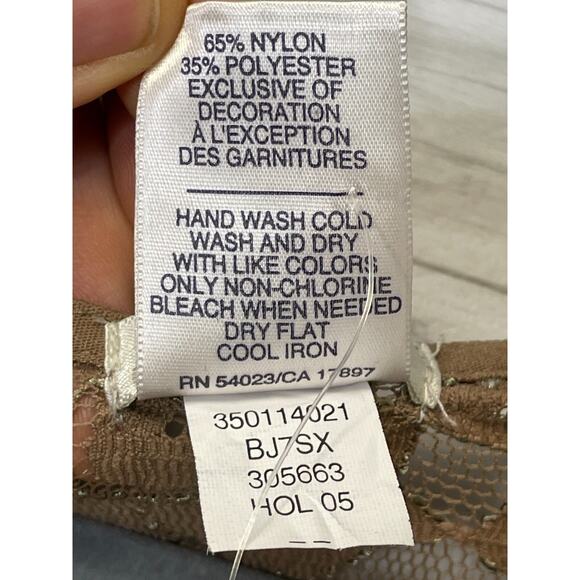 65% NYLON
35% POLYESTER
EXCLUSIVE OF
DECORATION
À L'EXCEPTION
DES GARNITURES
HAND WASH COLD
WASH AND DRY
WITH LIKE COLORS
ONLY NON-CHLORINE
BLEACH WHEN NEEDED
DRY FLAT
COOL IRON
RN 54023/CA 17897
350114021
BJ7SX
305663
HOL 05